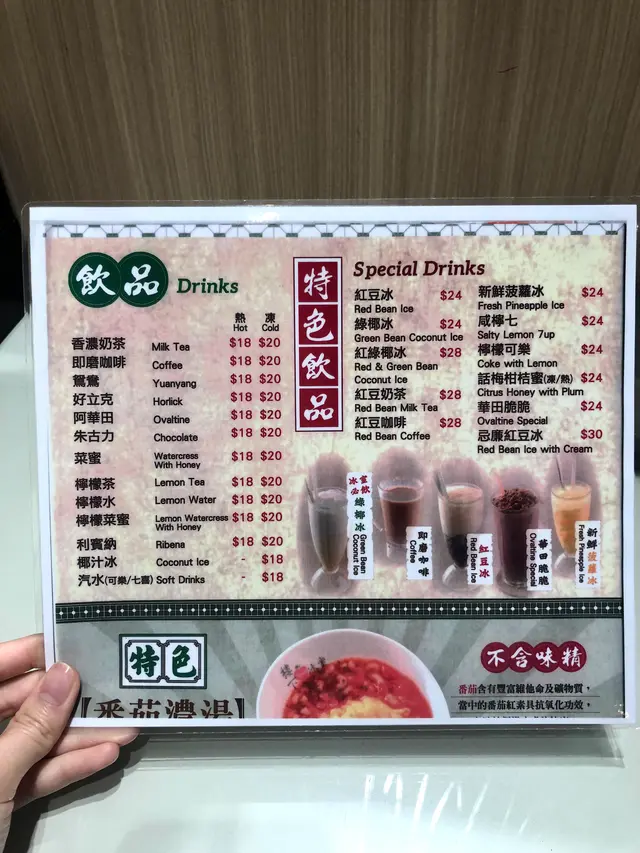 飲品 Drinks
熱 凍
Hot Cold
香濃奶茶 Milk Tea $18 $20
即磨咖啡 Coffee $18 $20
鴛鴦 Yuanyang $18 $20
好立克 Horlick $18 $20
阿華田 Ovaltine $18 $20
朱古力 Chocolate $18 $20
菜蜜 Watercress With Honey $18 $20
檸檬茶 Lemon Tea $18 $20
檸檬水 Lemon Water $18 $20
檸檬菜蜜 Lemon Watercress With Honey $18 $20
利賓納 Ribena $18 $20
椰汁冰 Coconut Ice - $18
汽水(可樂/七喜) Soft Drinks - $18
特色飲品
Special Drinks
紅豆冰 $24
Red Bean Ice
綠椰冰 $24
Green Bean Coconut Ice
紅綠椰冰 $28
Red & Green Bean
Coconut Ice
紅豆奶茶 $28
Red Bean Milk Tea
紅豆咖啡 $28
Red Bean Coffee
新鮮菠蘿冰 $24
Fresh Pineapple Ice
咸檸七 $24
Salty Lemon 7up
檸檬可樂 $24
Coke with Lemon
話梅柑桔蜜(凍/熱) $24
Citrus Honey with Plum
華田脆脆 $24
Ovaltine Special
忌廉紅豆冰 $30
Red Bean Ice with Cream
綠椰冰
Green Bean
Coconut Ice
Coffee
紅豆冰
Red Bean Ice
華田脆脆
Ovaltine Special
新鮮菠蘿冰
Fresh Pineapple Ice
特色
【番茄濃湯】
不含味精
番茄含有豐富維他命及礦物質，
當中的番茄紅素具抗氧化功效，